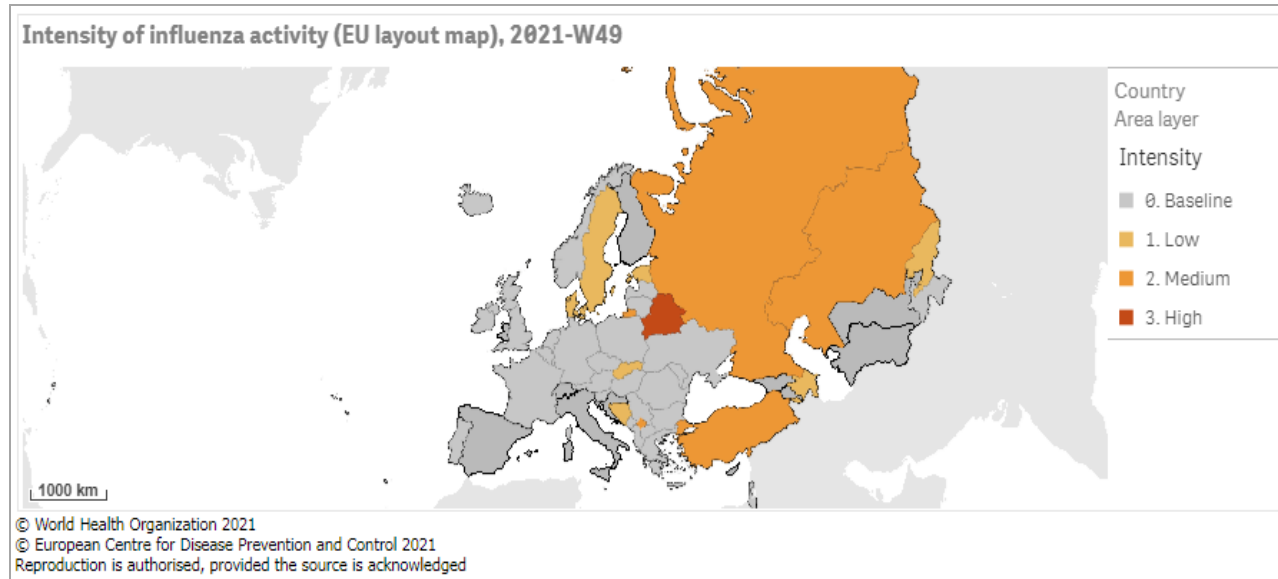 Intensity of influenza activity (EU layout map), 2021-W49
Country
Area layer
Intensity
0. Baseline
1. Low
2. Medium
3. High
1000 km
© World Health Organization 2021
© European Centre for Disease Prevention and Control 2021
Reproduction is authorised, provided the source is acknowledged